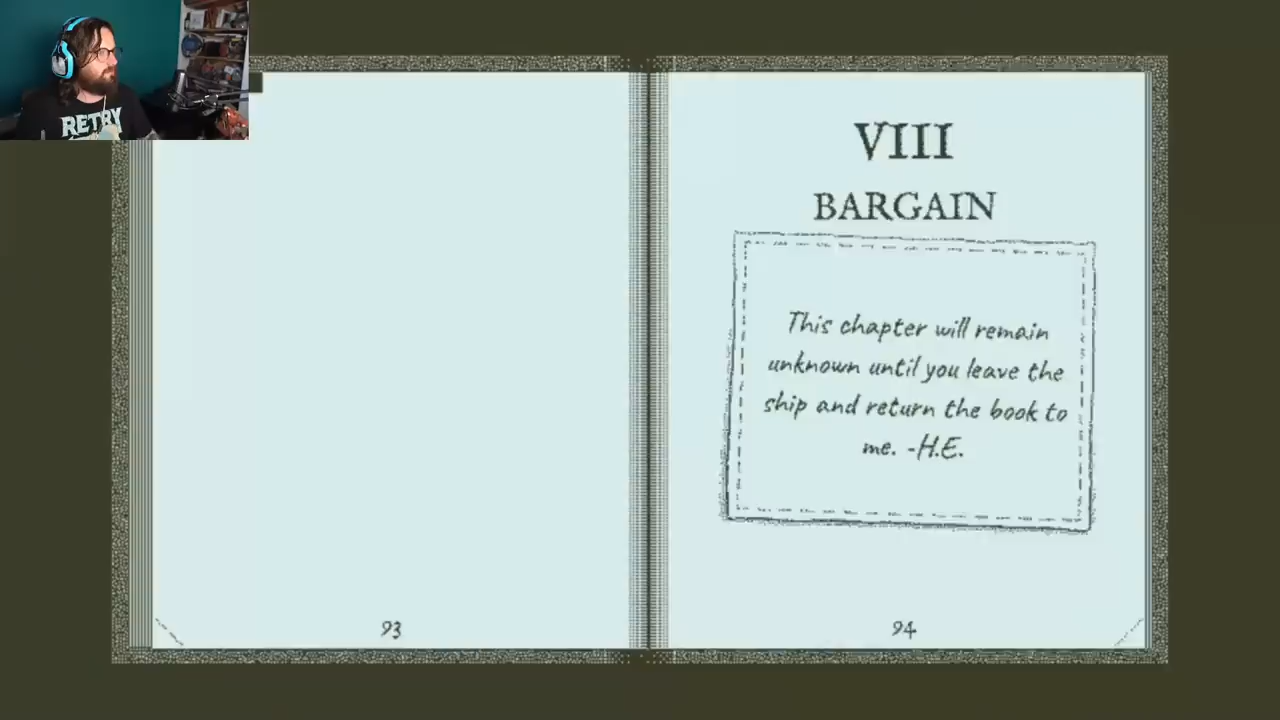 RETRY
VIII
BARGAIN
This chapter will remain
unknown until you leave the
ship and return the book to
me. -H.E.
93
94